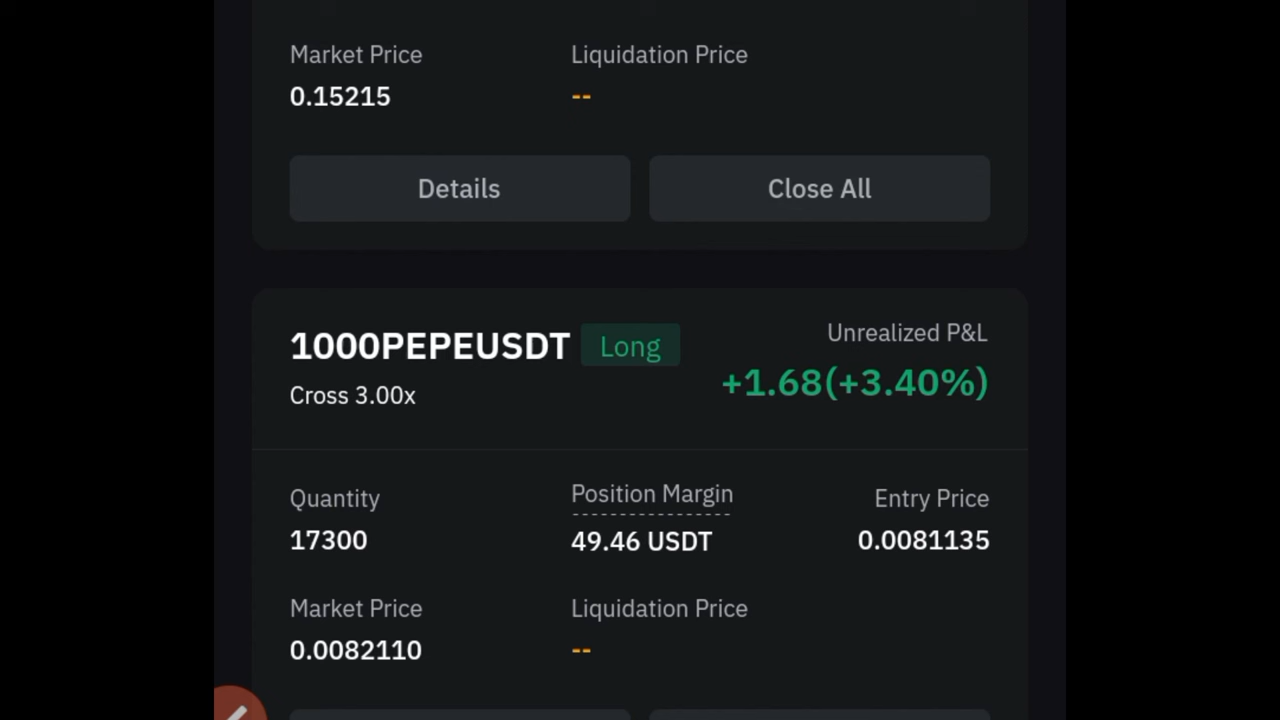 Market Price Liquidation Price
0.15215 --
Details Close All
1000PEPEUSDT Long Unrealized P&L
Cross 3.00x +1.68(+3.40%)
Quantity Position Margin Entry Price
17300 49.46 USDT 0.0081135
Market Price Liquidation Price
0.0082110 --